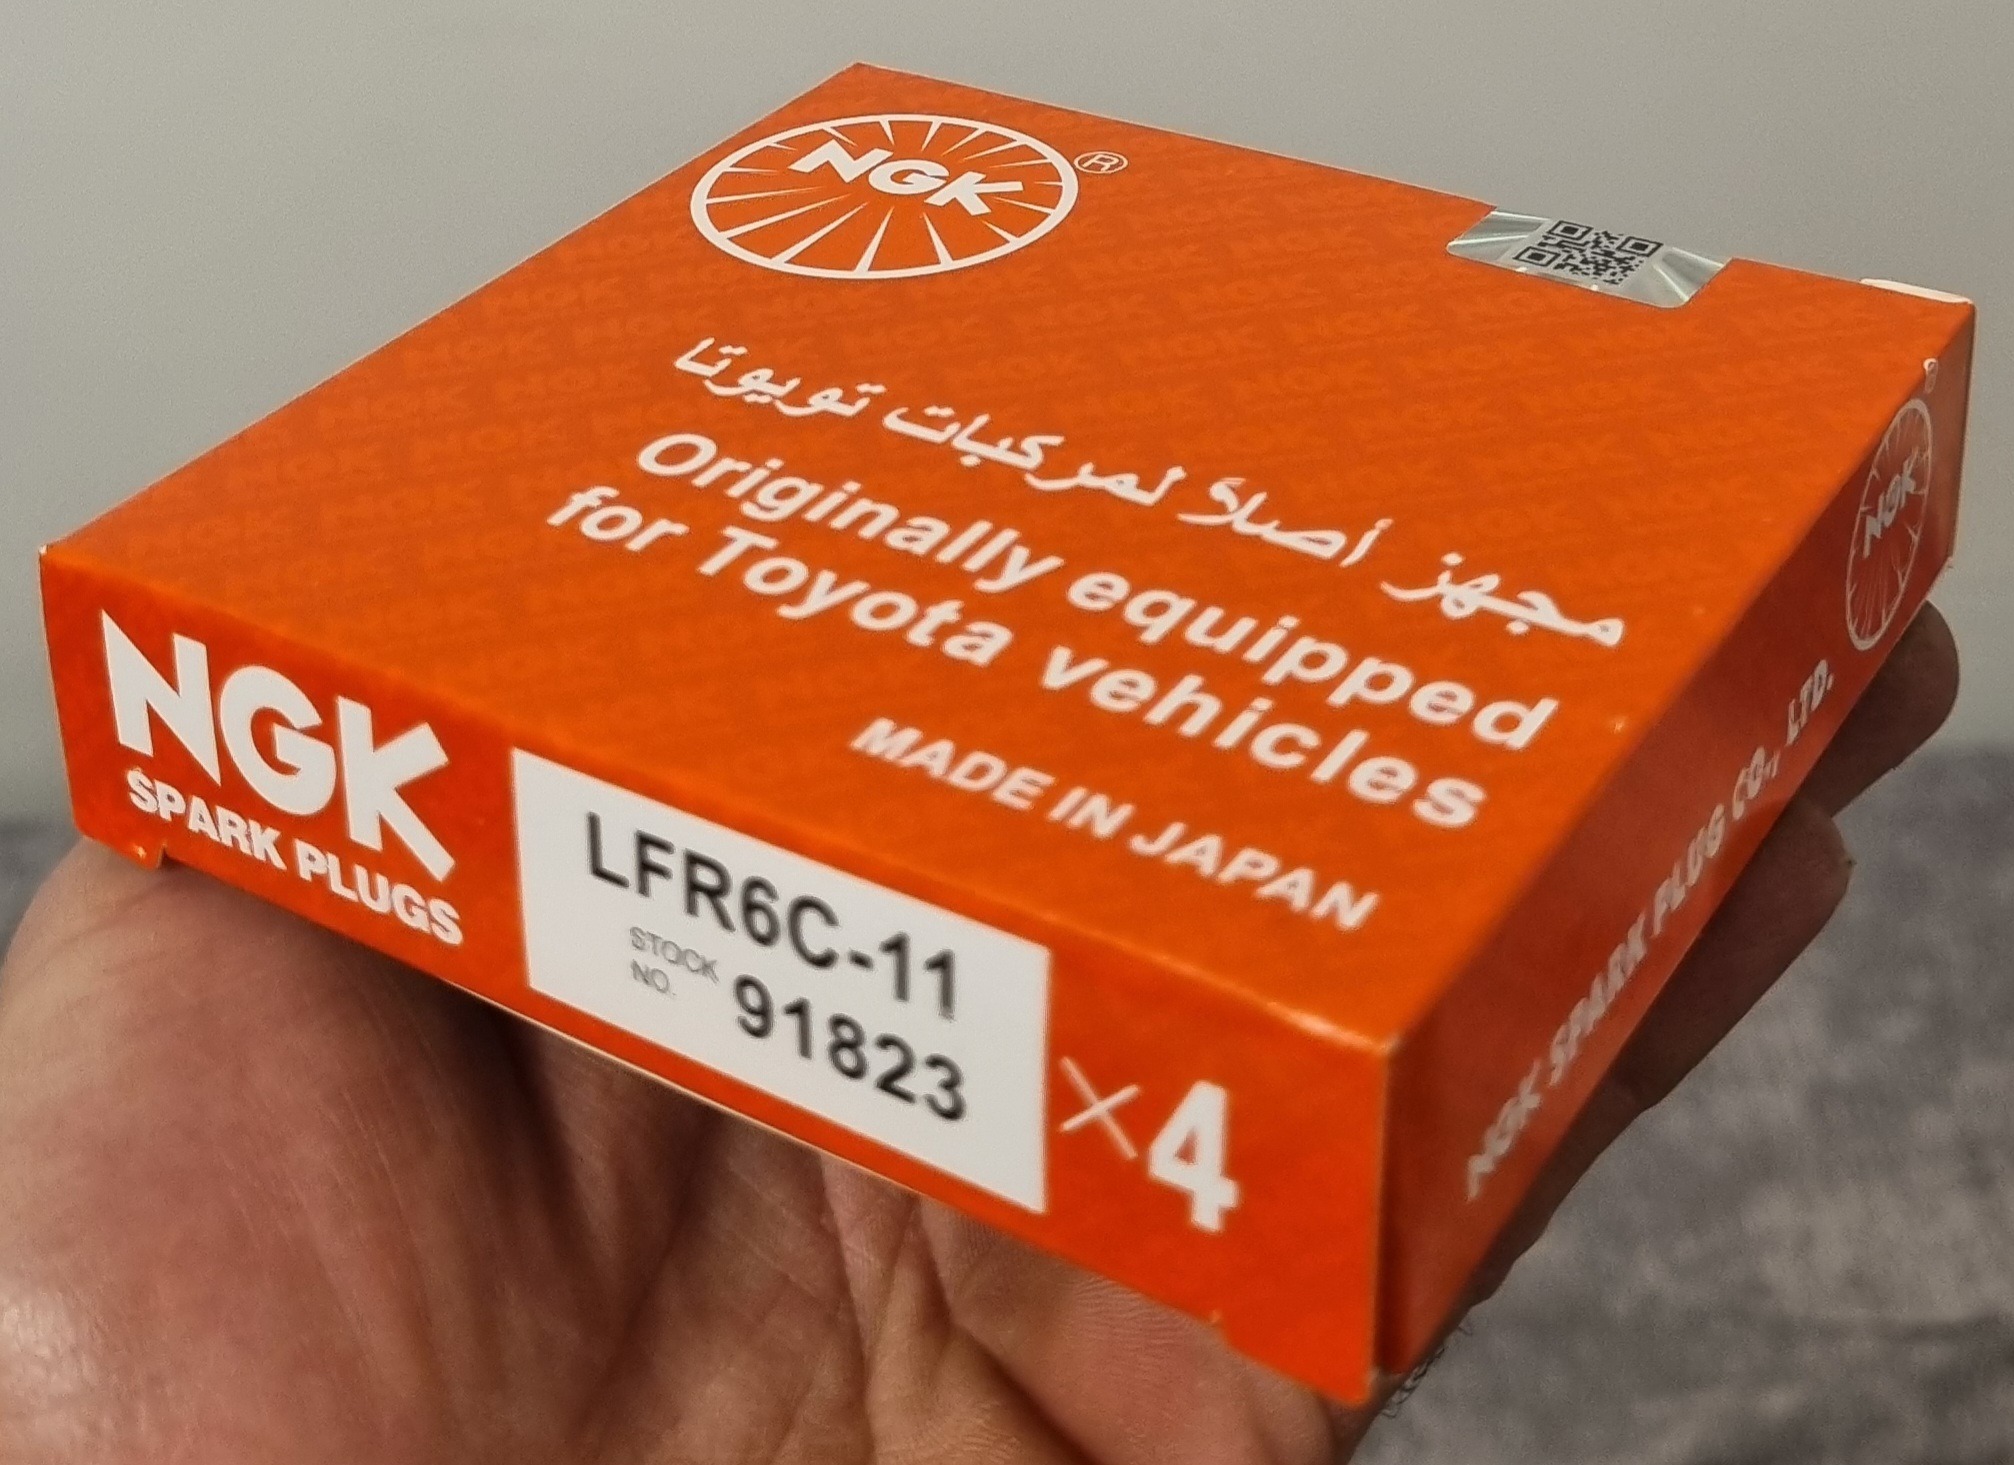 NGK ®
مجهز أصلاً لمركبات تويوتا
Originally equipped
for Toyota vehicles
MADE IN JAPAN
NGK
SPARK PLUGS
LFR6C-11
STOCK
NO. 91823
×4
NGK SPARK PLUG CO., LTD.
NGK ®